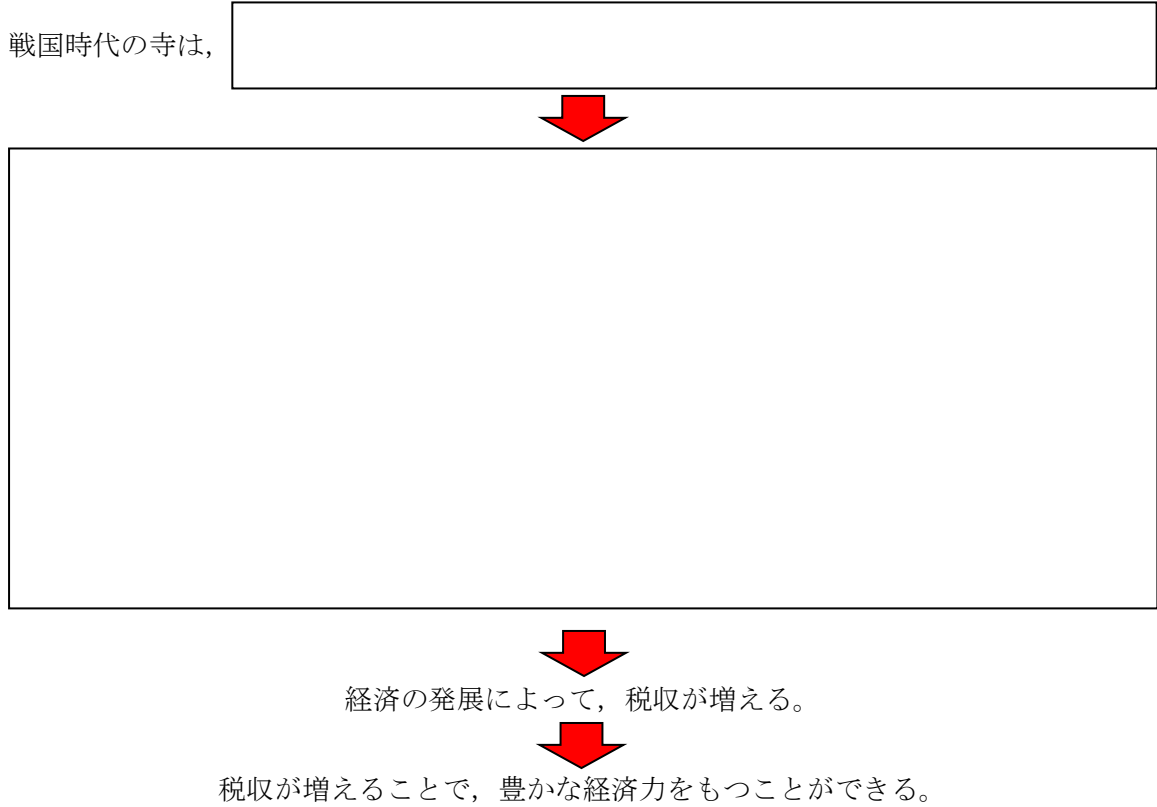 戦国時代の寺は，
経済の発展によって，税収が増える。
税収が増えることで，豊かな経済力をもつことができる。